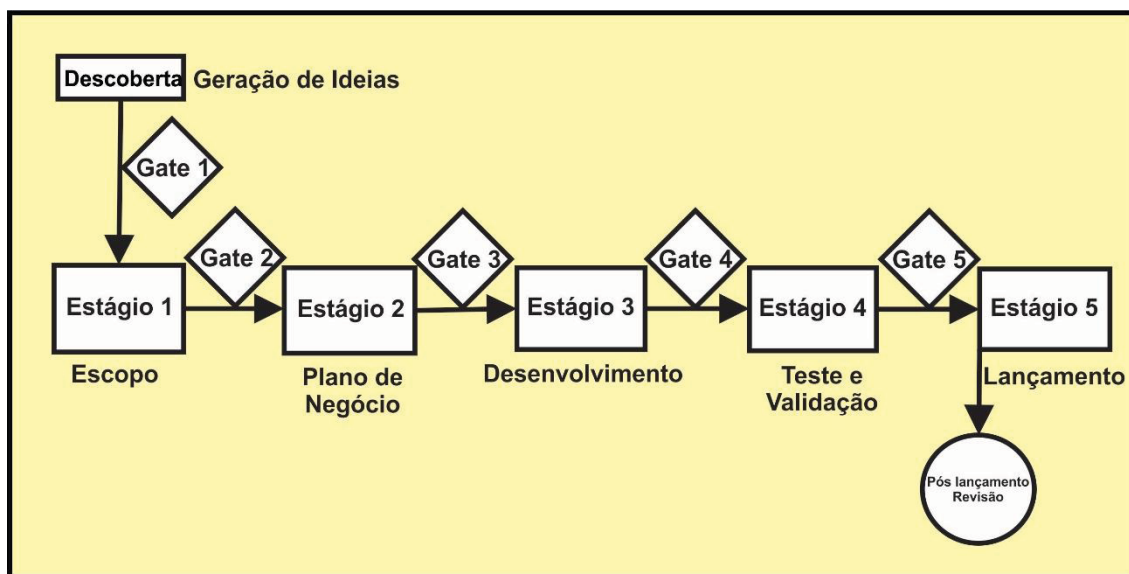 Descoberta
Geração de Ideias
Gate 1
Gate 2
Gate 3
Gate 4
Gate 5
Estágio 1
Estágio 2
Estágio 3
Estágio 4
Estágio 5
Escopo
Plano de
Negócio
Desenvolvimento
Teste e
Validação
Lançamento
Pós lançamento
Revisão